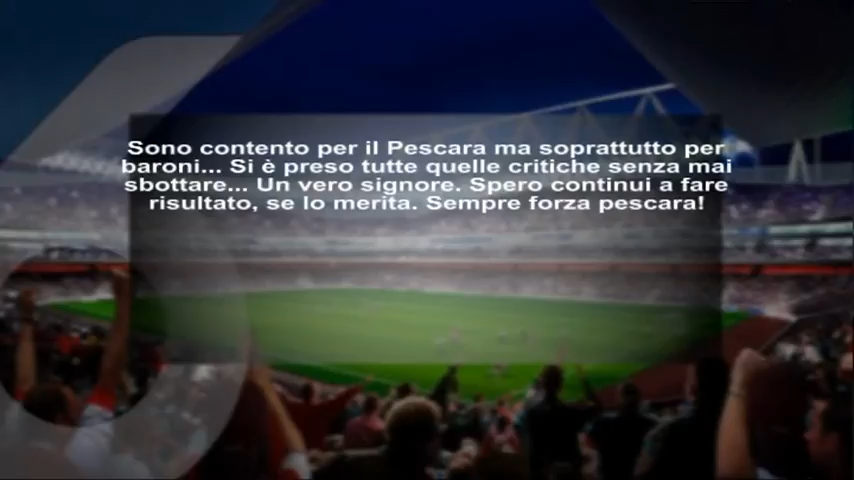 Sono contento per il Pescara ma soprattutto per
baroni... Si è preso tutte quelle critiche senza mai
sbottare... Un vero signore. Spero continui a fare
risultato, se lo merita. Sempre forza pescara!